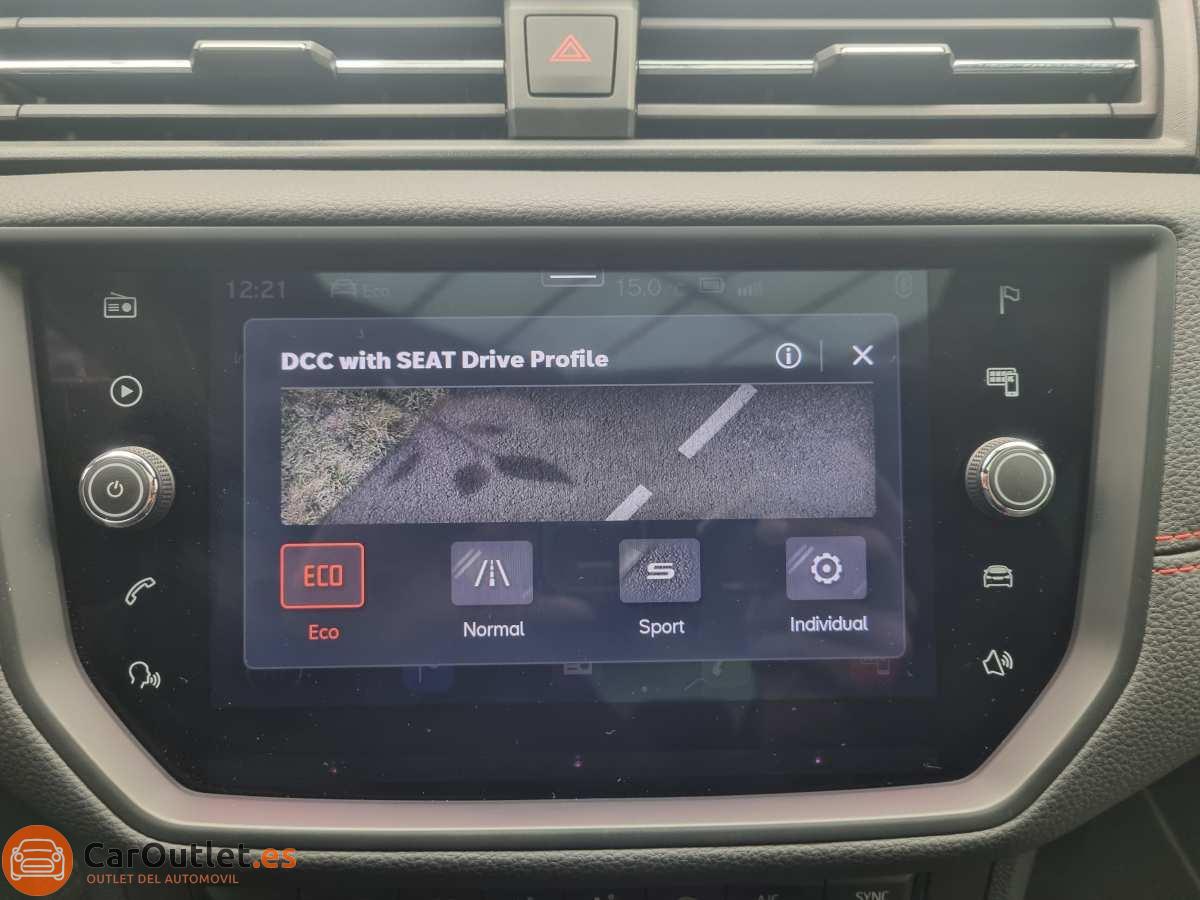 12:21 Eco 15.0
DCC with SEAT Drive Profile
ECO
Eco Normal Sport Individual
CarOutlet.es
OUTLET DEL AUTOMOVIL
A/C SYNC